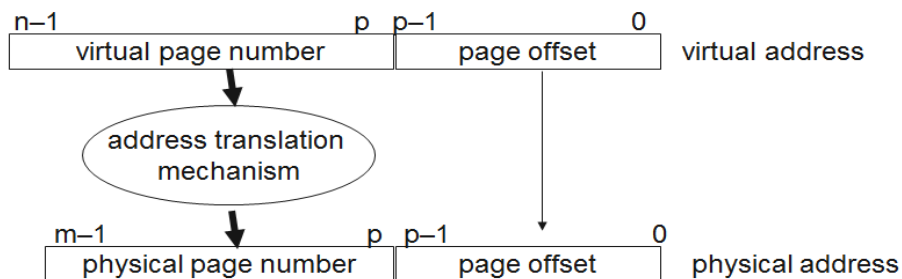 n–1 p p–1 0
virtual page number page offset virtual address
address translation
mechanism
m–1 p p–1 0
physical page number page offset physical address